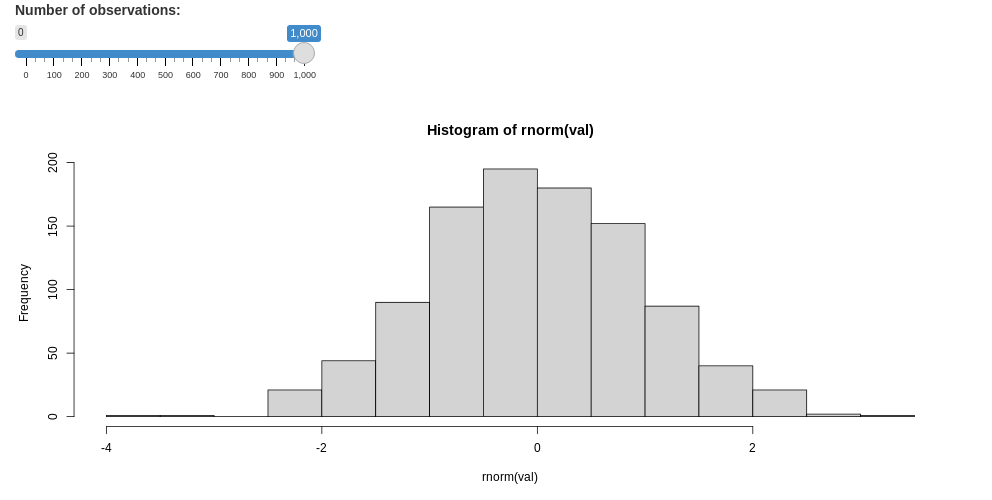 Number of observations:
0 1,000
0 100 200 300 400 500 600 700 800 900 1,000
Histogram of rnorm(val)
Frequency
200
150
100
50
0
-4 -2 0 2
rnorm(val)